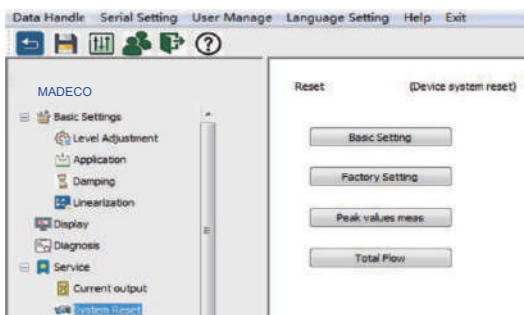 Data Handle Serial Setting User Manage Language Setting Help Exit
MADECO
Basic Settings
Level Adjustment
Application
Damping
Linearization
Display
Diagnosis
Service
Current output
System Reset
Reset (Device system reset)
Basic Setting
Factory Setting
Peak values meas
Total Flow